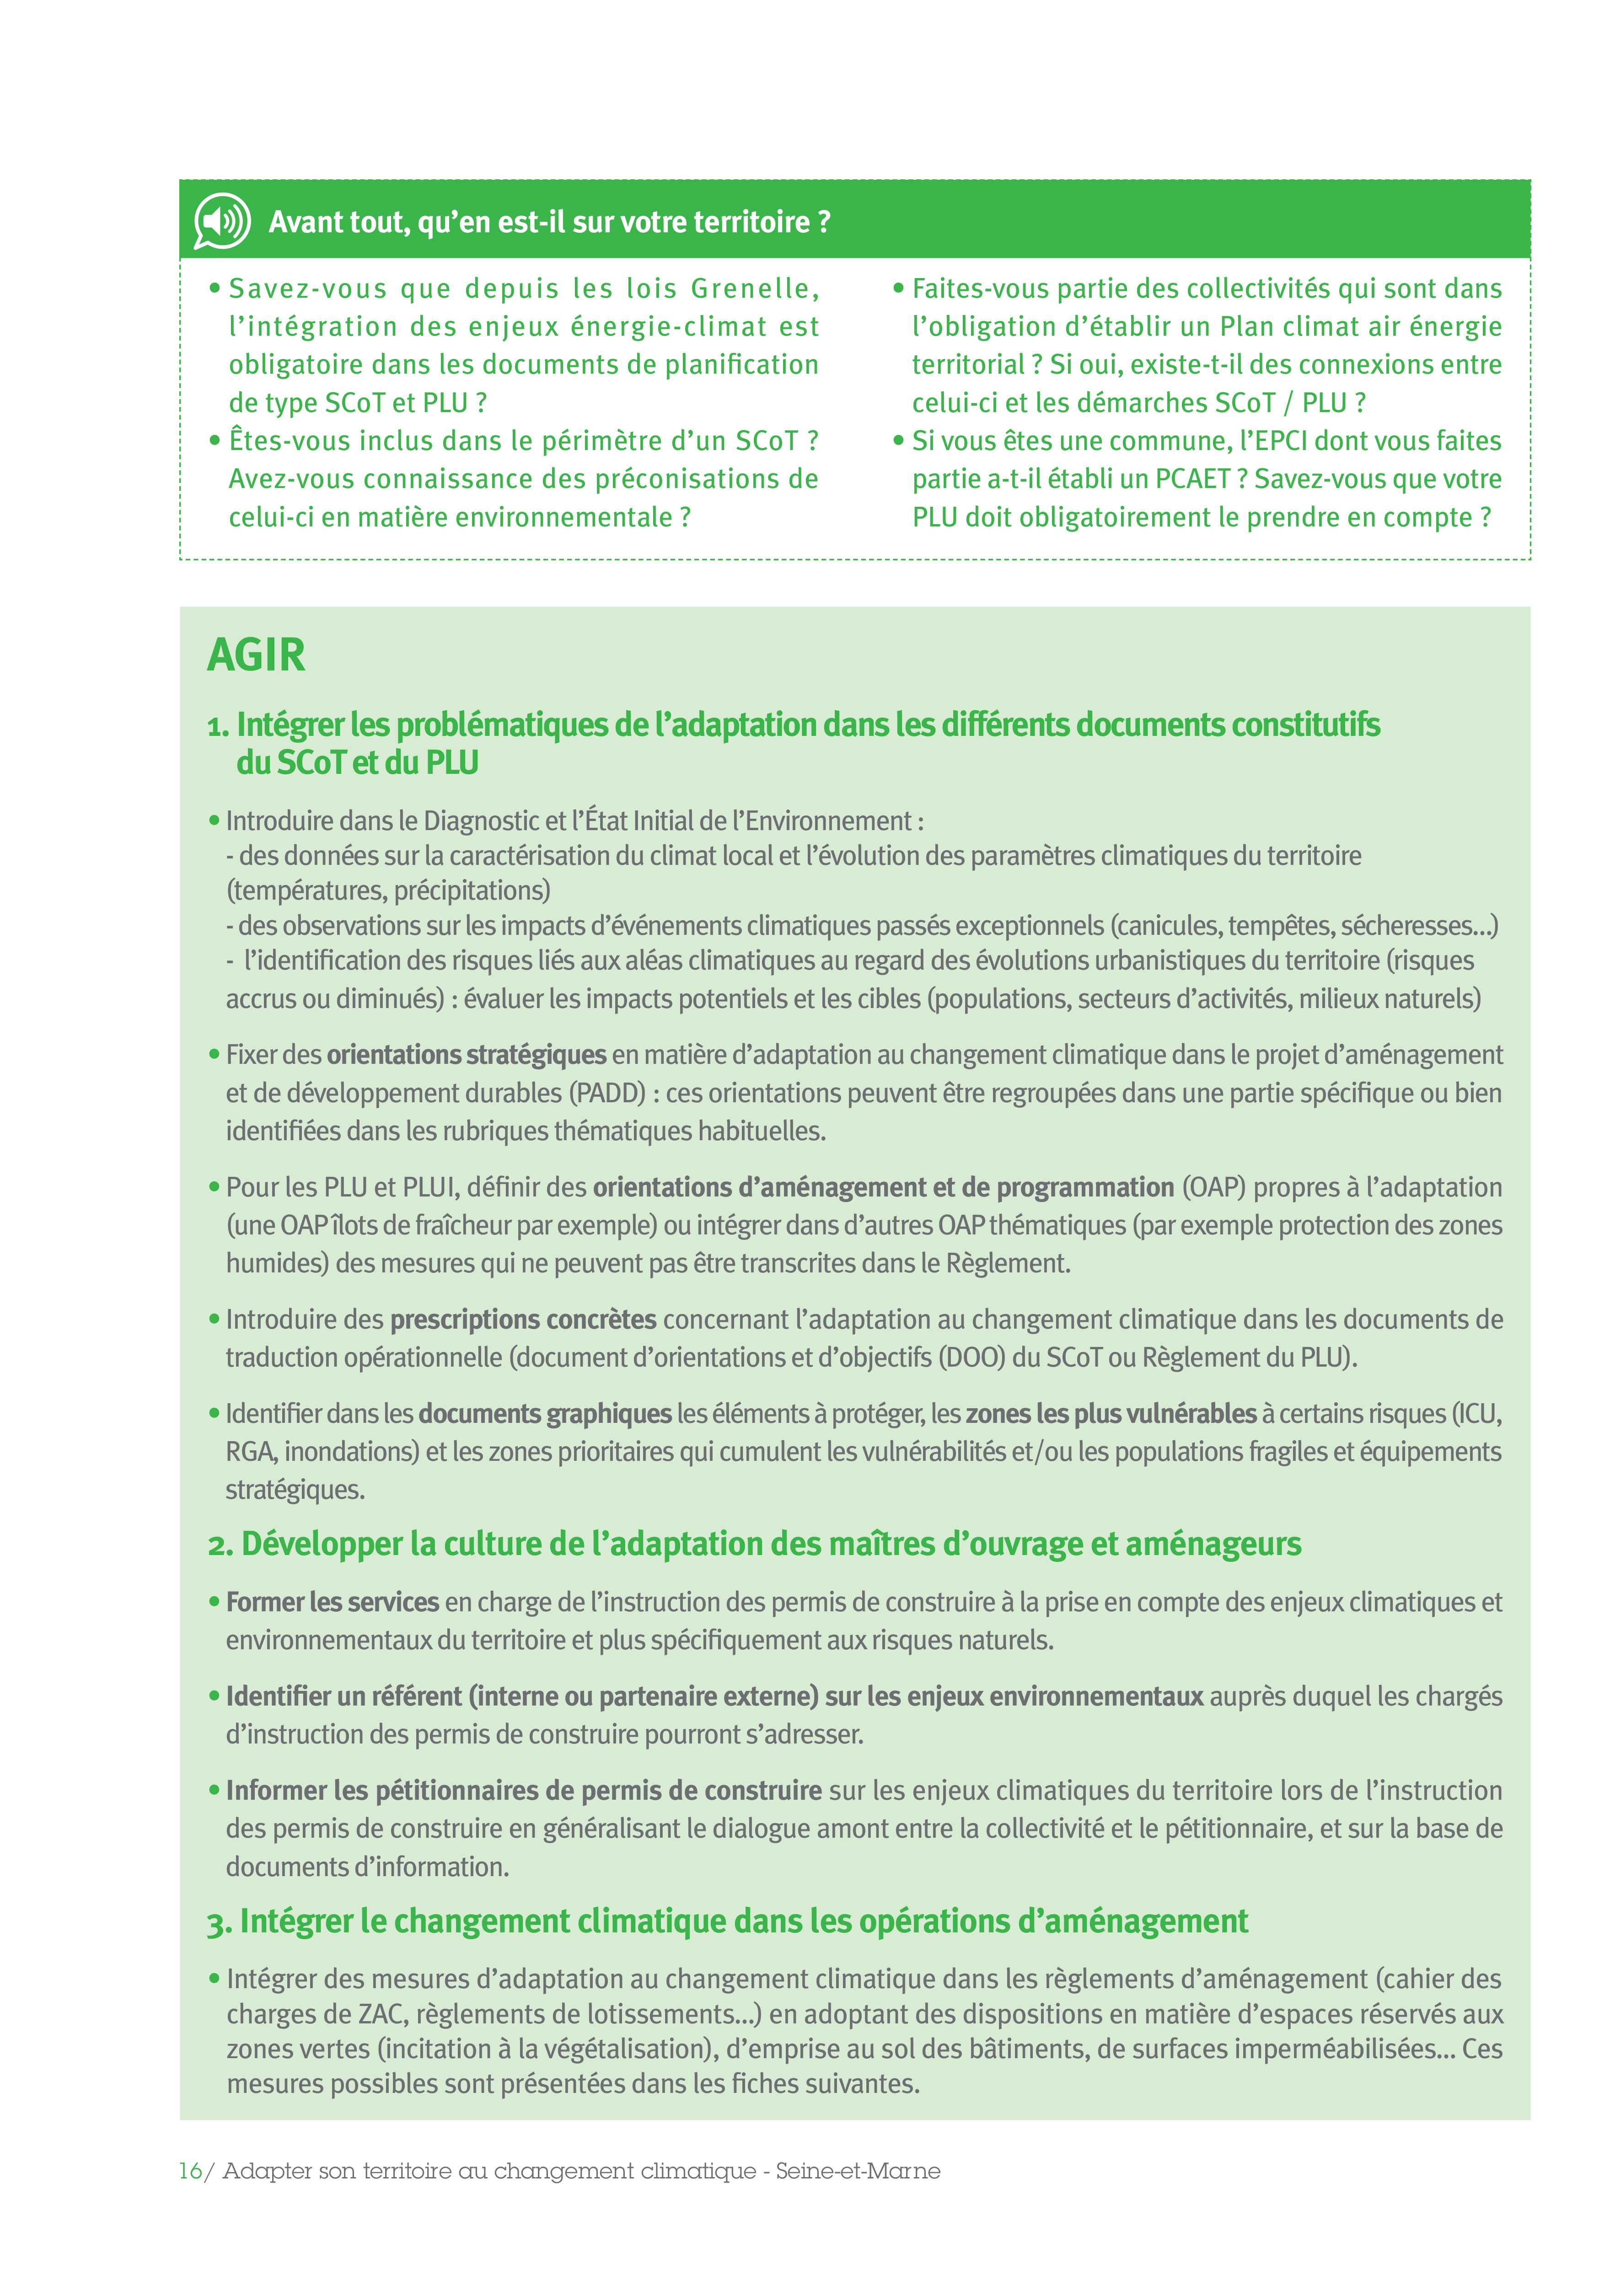 Avant tout, qu'en est-il sur votre territoire ?
• Savez-vous que depuis les lois Grenelle,
l'intégration des enjeux énergie-climat est
obligatoire dans les documents de planification
de type SCoT et PLU ?
• Êtes-vous inclus dans le périmètre d'un SCoT ?
Avez-vous connaissance des préconisations de
celui-ci en matière environnementale ?
• Faites-vous partie des collectivités qui sont dans
l'obligation d'établir un Plan climat air énergie
territorial ? Si oui, existe-t-il des connexions entre
celui-ci et les démarches SCoT / PLU ?
• Si vous êtes une commune, l'EPCI dont vous faites
partie a-t-il établi un PCAET ? Savez-vous que votre
PLU doit obligatoirement le prendre en compte ?
AGIR
1. Intégrer les problématiques de l'adaptation dans les différents documents constitutifs
du SCoT et du PLU
• Introduire dans le Diagnostic et l'État Initial de l'Environnement :
- des données sur la caractérisation du climat local et l'évolution des paramètres climatiques du territoire
(températures, précipitations)
- des observations sur les impacts d'événements climatiques passés exceptionnels (canicules, tempêtes, sécheresses...)
- l'identification des risques liés aux aléas climatiques au regard des évolutions urbanistiques du territoire (risques
accrus ou diminués) : évaluer les impacts potentiels et les cibles (populations, secteurs d'activités, milieux naturels)
• Fixer des orientations stratégiques en matière d'adaptation au changement climatique dans le projet d'aménagement
et de développement durables (PADD) : ces orientations peuvent être regroupées dans une partie spécifique ou bien
identifiées dans les rubriques thématiques habituelles.
• Pour les PLU et PLUI, définir des orientations d'aménagement et de programmation (OAP) propres à l'adaptation
(une OAP îlots de fraîcheur par exemple) ou intégrer dans d'autres OAP thématiques (par exemple protection des zones
humides) des mesures qui ne peuvent pas être transcrites dans le Règlement.
• Introduire des prescriptions concrètes concernant l'adaptation au changement climatique dans les documents de
traduction opérationnelle (document d'orientations et d'objectifs (DOO) du SCoT ou Règlement du PLU).
• Identifier dans les documents graphiques les éléments à protéger, les zones les plus vulnérables à certains risques (ICU,
RGA, inondations) et les zones prioritaires qui cumulent les vulnérabilités et/ou les populations fragiles et équipements
stratégiques.
2. Développer la culture de l'adaptation des maîtres d'ouvrage et aménageurs
• Former les services en charge de l'instruction des permis de construire à la prise en compte des enjeux climatiques et
environnementaux du territoire et plus spécifiquement aux risques naturels.
• Identifier un référent (interne ou partenaire externe) sur les enjeux environnementaux auprès duquel les chargés
d'instruction des permis de construire pourront s'adresser.
• Informer les pétitionnaires de permis de construire sur les enjeux climatiques du territoire lors de l'instruction
des permis de construire en généralisant le dialogue amont entre la collectivité et le pétitionnaire, et sur la base de
documents d'information.
3. Intégrer le changement climatique dans les opérations d'aménagement
• Intégrer des mesures d'adaptation au changement climatique dans les règlements d'aménagement (cahier des
charges de ZAC, règlements de lotissements...) en adoptant des dispositions en matière d'espaces réservés aux
zones vertes (incitation à la végétalisation), d'emprise au sol des bâtiments, de surfaces imperméabilisées... Ces
mesures possibles sont présentées dans les fiches suivantes.
16/ Adapter son territoire au changement climatique - Seine-et-Marne